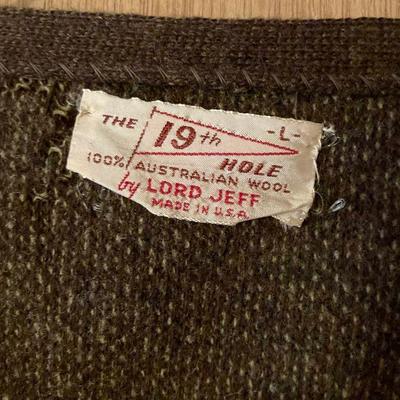 THE 19th -L-
HOLE
100% AUSTRALIAN WOOL
by LORD JEFF
MADE IN U.S.A.